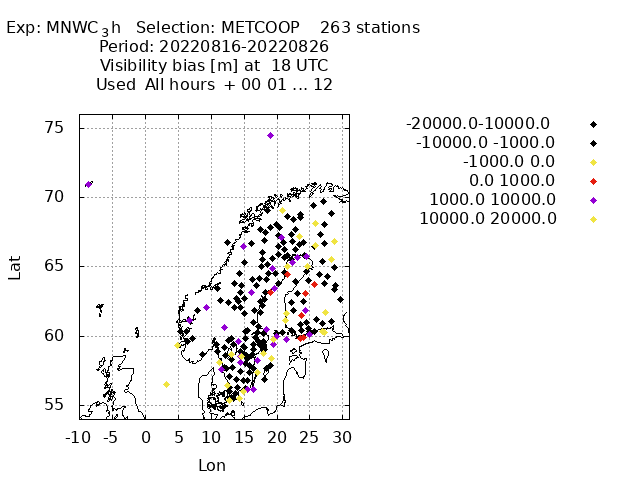 Exp: MNWC3h Selection: METCOOP 263 stations
Period: 20220816-20220826
Visibility bias [m] at 18 UTC
Used All hours + 00 01 ... 12
-20000.0-10000.0
-10000.0 -1000.0
-1000.0 0.0
0.0 1000.0
1000.0 10000.0
10000.0 20000.0
75
70
65
60
55
Lat
-10 -5 0 5 10 15 20 25 30
Lon